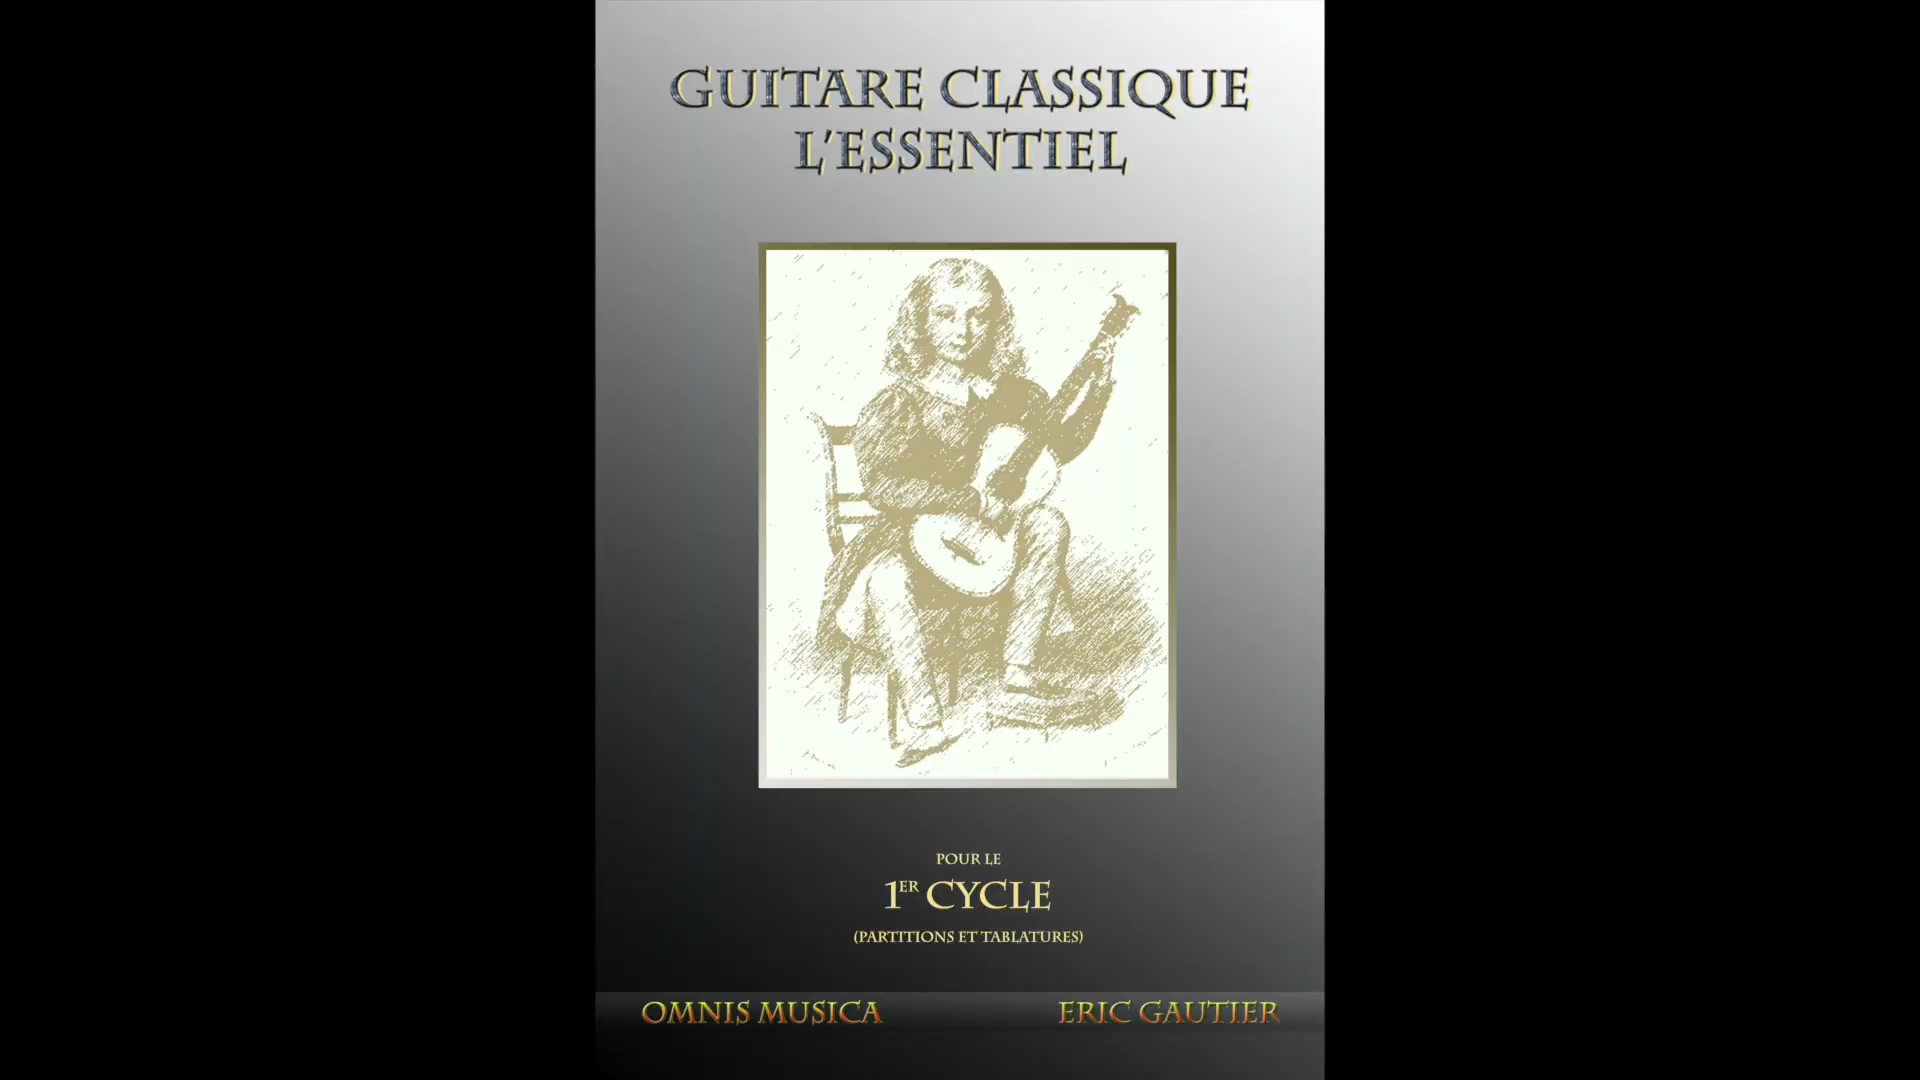 GUITARE CLASSIQUE
L'ESSENTIEL
POUR LE
1ER CYCLE
(PARTITIONS ET TABLATURES)
OMNIS MUSICA
ERIC GAUTIER